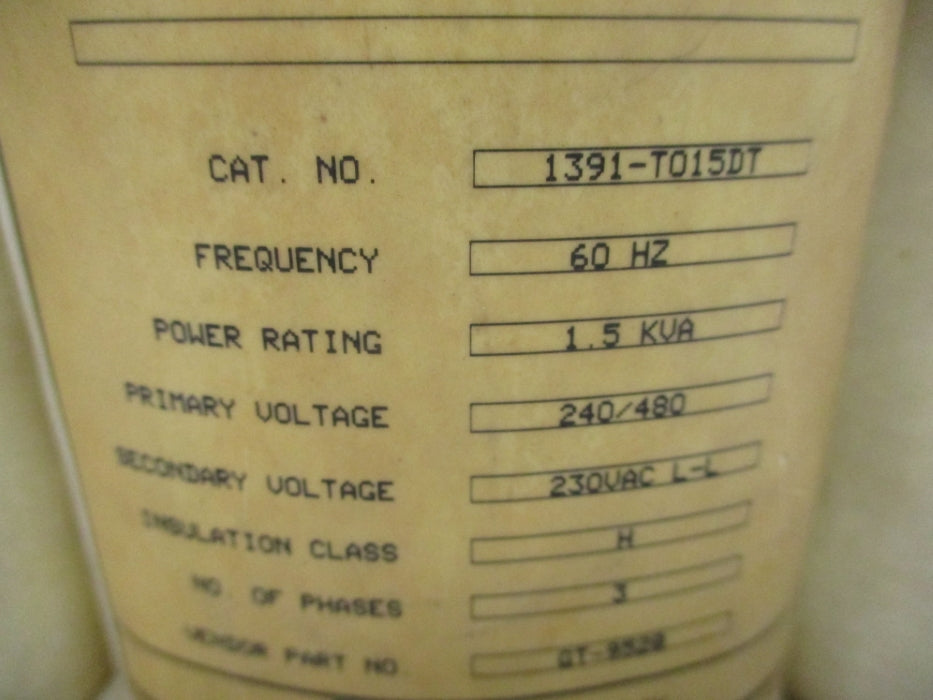 CAT. NO. 1391-T015DT
FREQUENCY 60 HZ
POWER RATING 1.5 KVA
PRIMARY VOLTAGE 240/480
SECONDARY VOLTAGE 230VAC L-L
INSULATION CLASS H
NO. OF PHASES 3
VENDOR PART NO